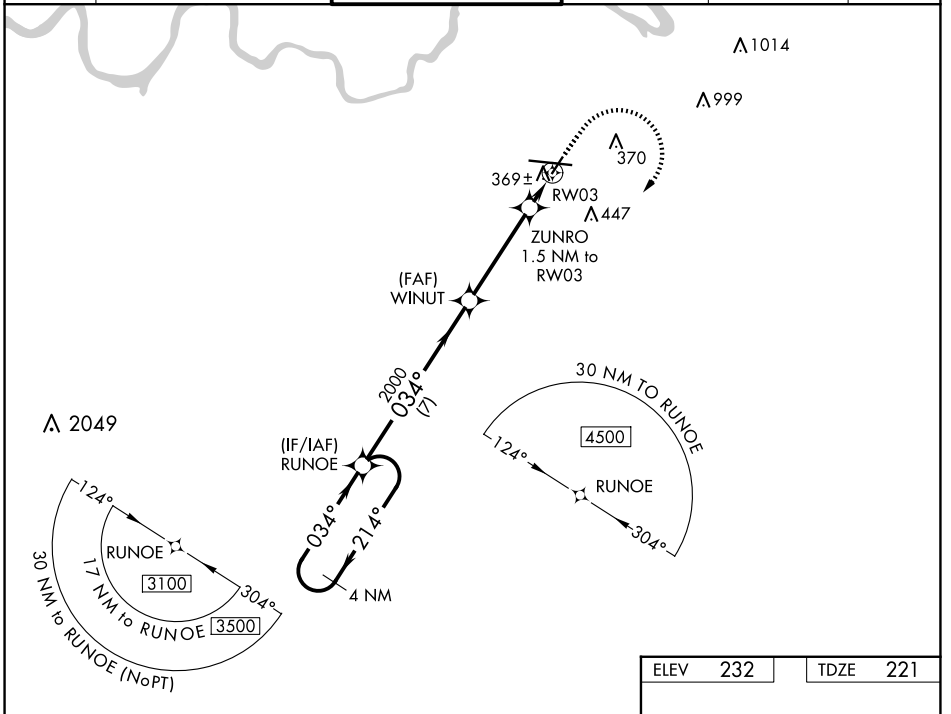 1014
999
370
369±
RW03
447
ZUNRO
1.5 NM to
RW03
(FAF)
WINUT
2000
034°
(7)
30 NM TO RUNOE
4500
124°
RUNOE
304°
2049
(IF/IAF)
RUNOE
034°
214°
4 NM
124°
RUNOE
3100
304°
17 NM to RUNOE
3500
30 NM to RUNOE (NoPT)
ELEV 232
TDZE 221